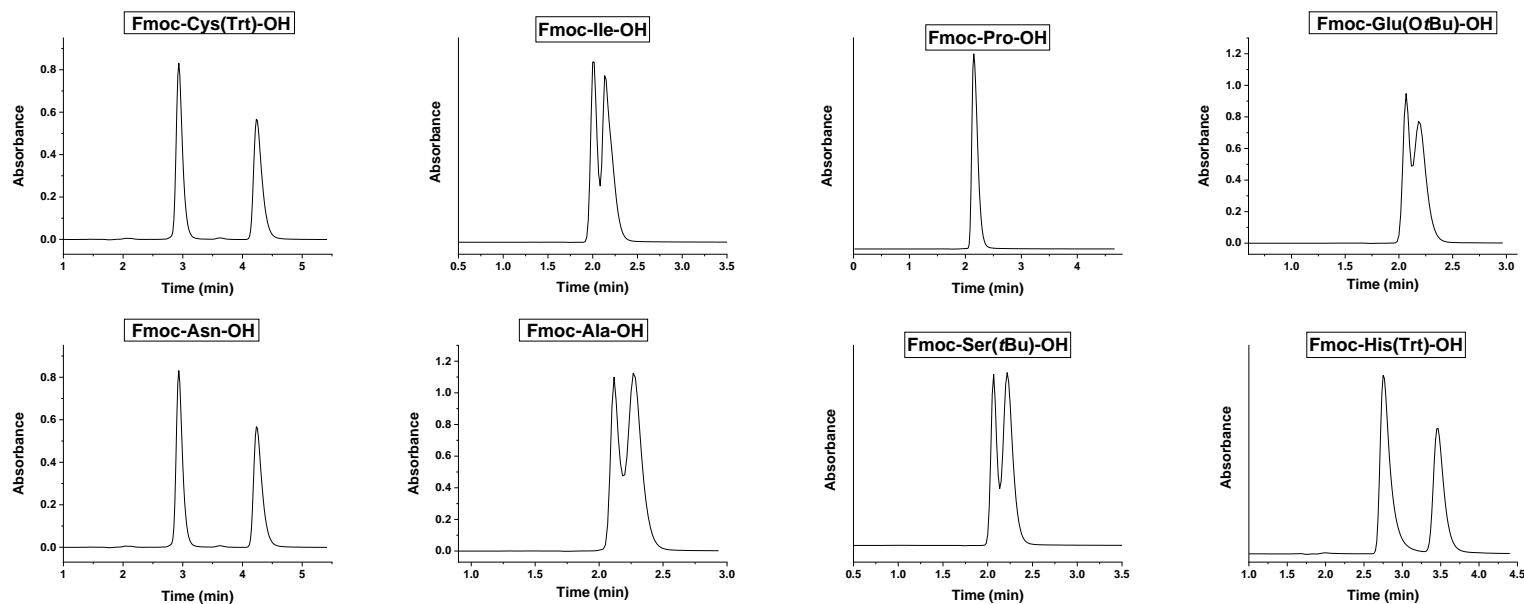 Fmoc-Cys(Trt)-OH
Absorbance
0.8
0.6
0.4
0.2
0.0
1 2 3 4 5
Time (min)
Fmoc-Ile-OH
Absorbance
0.5 1.0 1.5 2.0 2.5 3.0 3.5
Time (min)
Fmoc-Pro-OH
Absorbance
0 2 4
Time (min)
Fmoc-Glu(OtBu)-OH
Absorbance
1.2
1.0
0.8
0.6
0.4
0.2
0.0
1.0 1.5 2.0 2.5 3.0
Time (min)
Fmoc-Asn-OH
Absorbance
0.8
0.6
0.4
0.2
0.0
1 2 3 4 5
Time (min)
Fmoc-Ala-OH
Absorbance
1.2
1.0
0.8
0.6
0.4
0.2
0.0
1.0 1.5 2.0 2.5 3.0
Time (min)
Fmoc-Ser(tBu)-OH
Absorbance
0.5 1.0 1.5 2.0 2.5 3.0 3.5
Time (min)
Fmoc-His(Trt)-OH
Absorbance
1.0 1.5 2.0 2.5 3.0 3.5 4.0 4.5
Time (min)